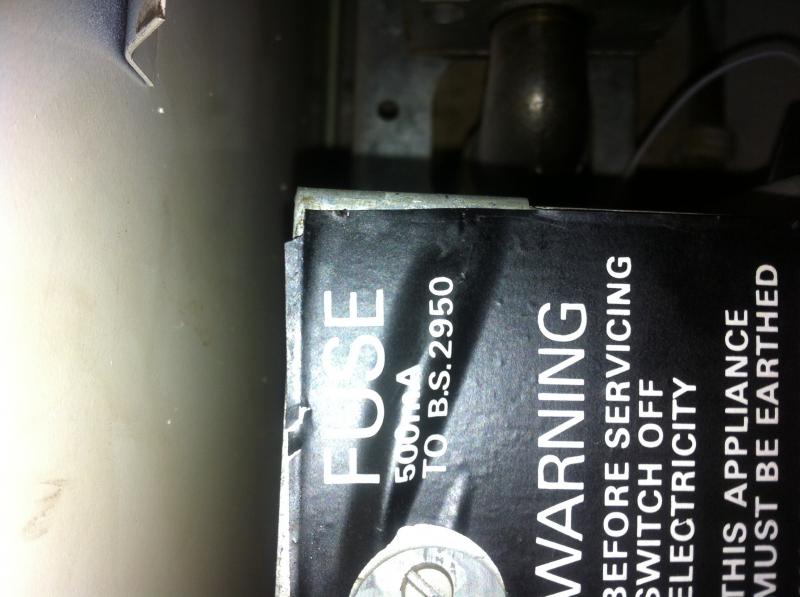 FUSE
500mA
TO B.S.2950
WARNING
BEFORE SERVICING
SWITCH OFF
ELECTRICITY
THIS APPLIANCE
MUST BE EARTHED